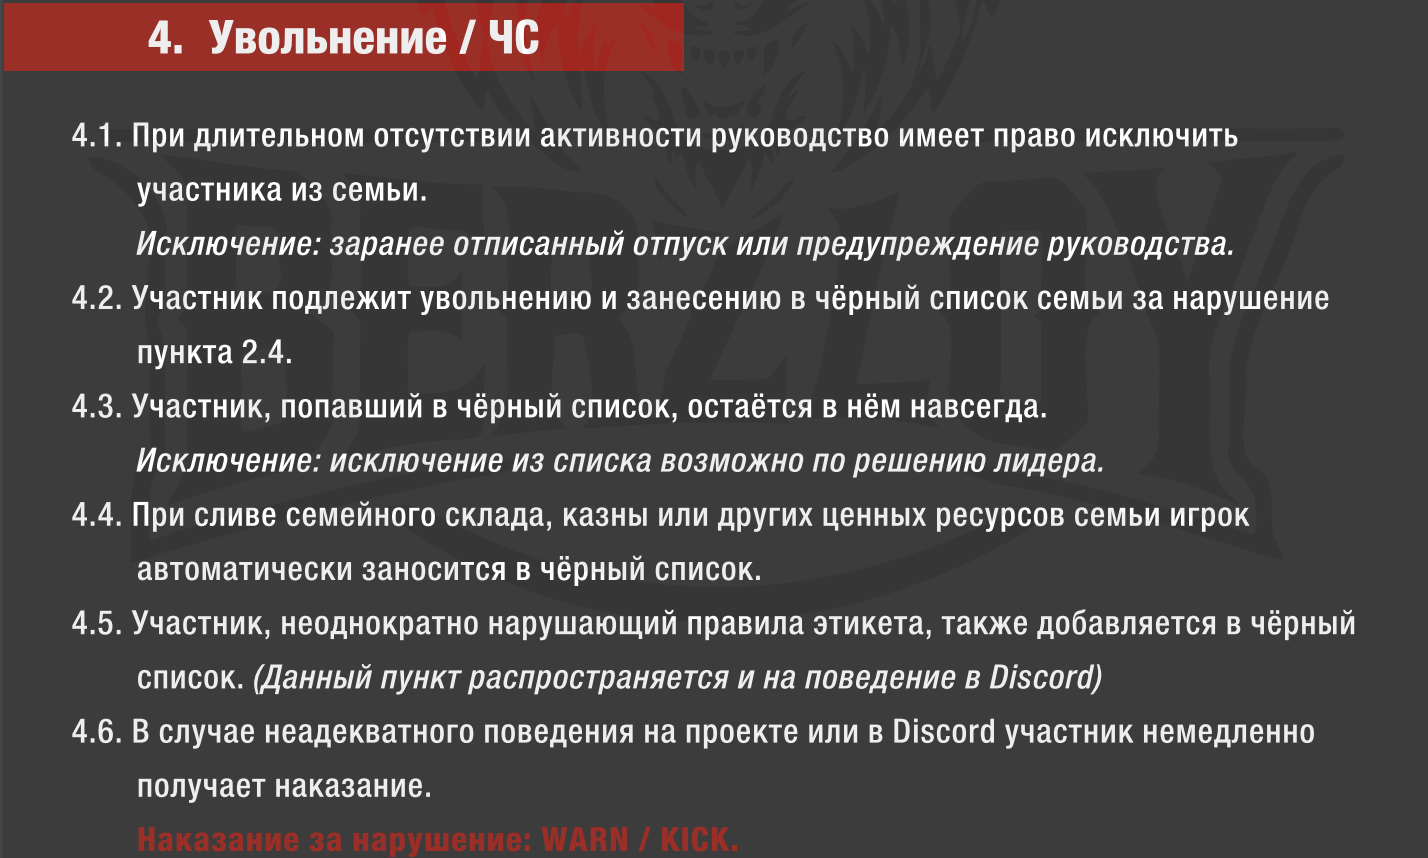 4. Увольнение / ЧС
4.1. При длительном отсутствии активности руководство имеет право исключить
участника из семьи.
Исключение: заранее отписанный отпуск или предупреждение руководства.
4.2. Участник подлежит увольнению и занесению в чёрный список семьи за нарушение
пункта 2.4.
4.3. Участник, попавший в чёрный список, остаётся в нём навсегда.
Исключение: исключение из списка возможно по решению лидера.
4.4. При сливе семейного склада, казны или других ценных ресурсов семьи игрок
автоматически заносится в чёрный список.
4.5. Участник, неоднократно нарушающий правила этикета, также добавляется в чёрный
список. (Данный пункт распространяется и на поведение в Discord)
4.6. В случае неадекватного поведения на проекте или в Discord участник немедленно
получает наказание.
Наказание за нарушение: WARN / KICK.